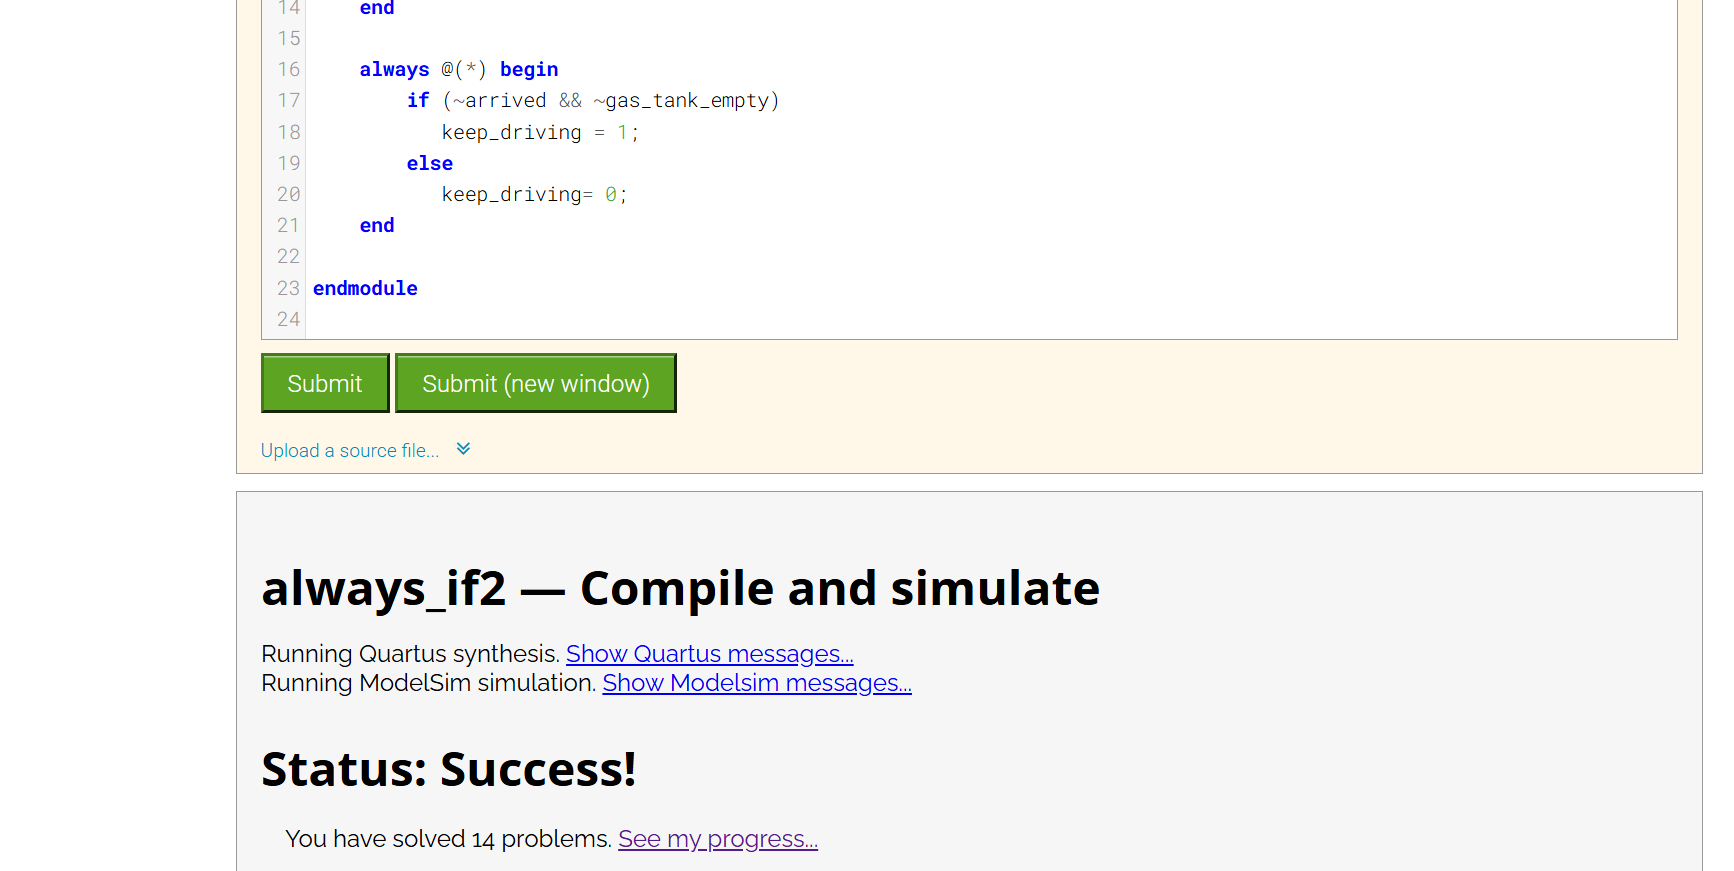 14 end
15
16 always @(*) begin
17 if (~arrived && ~gas_tank_empty)
18 keep_driving = 1;
19 else
20 keep_driving= 0;
21 end
22
23 endmodule
24
Submit Submit (new window)
Upload a source file...
always_if2 — Compile and simulate
Running Quartus synthesis. Show Quartus messages...
Running ModelSim simulation. Show Modelsim messages...
Status: Success!
You have solved 14 problems. See my progress...